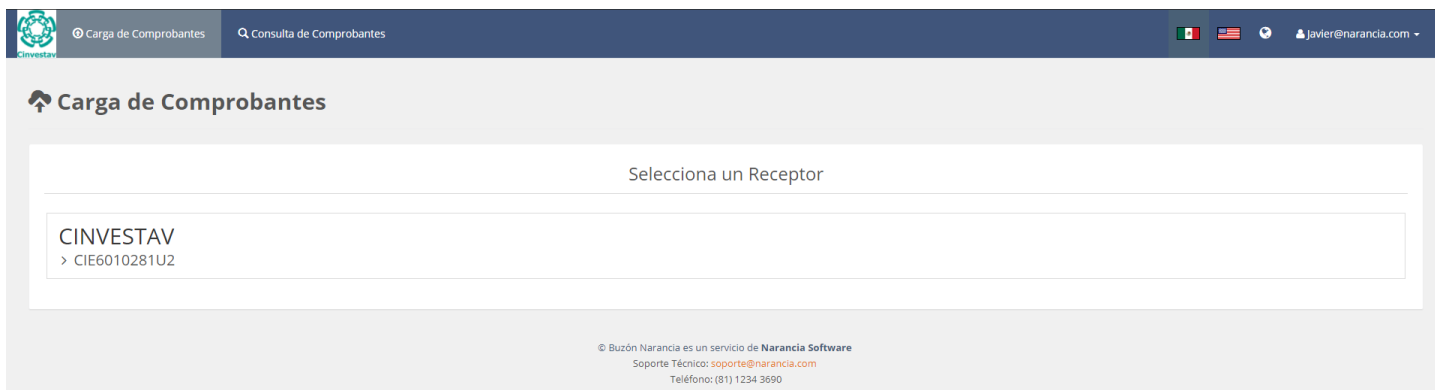 Cinvestav
Carga de Comprobantes
Consulta de Comprobantes
Javier@narancia.com
Carga de Comprobantes
Selecciona un Receptor
CINVESTAV
> CIE6010281U2
© Buzón Narancia es un servicio de Narancia Software
Soporte Técnico: soporte@narancia.com
Teléfono: (81) 1234 3690